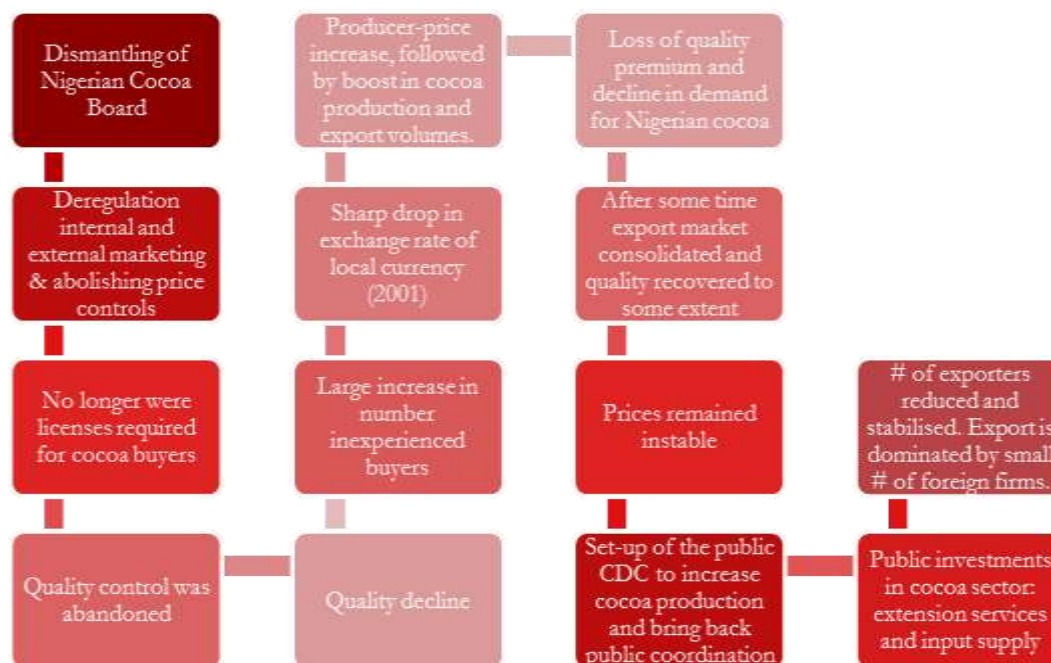 Dismantling of
Nigerian Cocoa
Board
Deregulation
internal and
external marketing
& abolishing price
controls
No longer were
licenses required
for cocoa buyers
Quality control was
abandoned
Quality decline
Large increase in
number
inexperienced
buyers
Sharp drop in
exchange rate of
local currency
(2001)
Producer-price
increase, followed
by boost in cocoa
production and
export volumes.
Loss of quality
premium and
decline in demand
for Nigerian cocoa
After some time
export market
consolidated and
quality recovered to
some extent
Prices remained
instable
Set-up of the public
CDC to increase
cocoa production
and bring back
public coordination
Public investments
in cocoa sector:
extension services
and input supply
# of exporters
reduced and
stabilised. Export is
dominated by small
# of foreign firms.